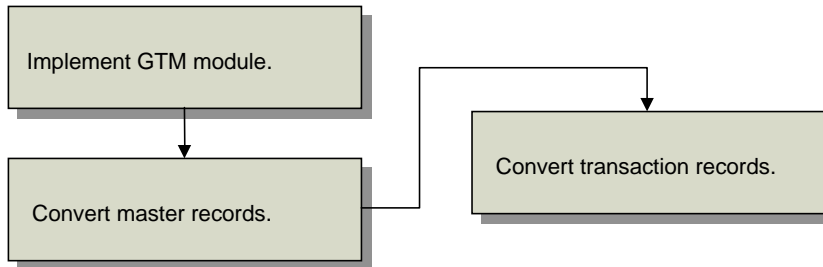 Implement GTM module.
Convert master records.
Convert transaction records.